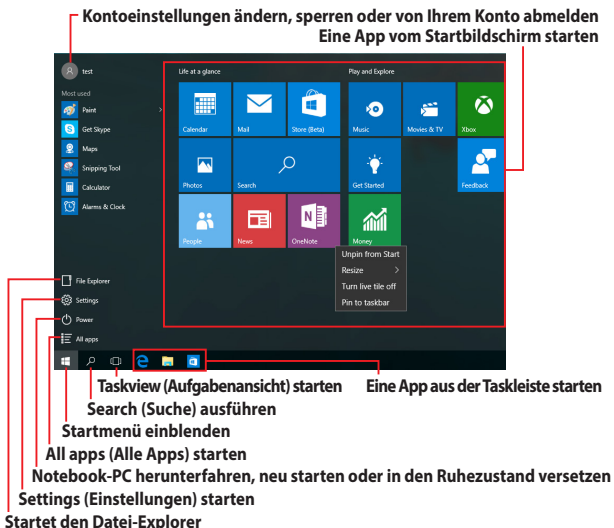 Kontoeinstellungen ändern, sperren oder von Ihrem Konto abmelden
Eine App vom Startbildschirm starten
test
Most used
Paint
Get Skype
Maps
Snipping Tool
Calculator
Alarms & Clock
File Explorer
Settings
Power
All apps
Life at a glance
Play and Explore
Calendar
Mail
Store (Beta)
Music
Movies & TV
Xbox
Photos
Search
Get Started
Feedback
People
News
OneNote
Money
Unpin from Start
Resize
Turn live tile off
Pin to taskbar
Taskview (Aufgabenansicht) starten
Eine App aus der Taskleiste starten
Search (Suche) ausführen
Startmenü einblenden
All apps (Alle Apps) starten
Notebook-PC herunterfahren, neu starten oder in den Ruhezustand versetzen
Settings (Einstellungen) starten
Startet den Datei-Explorer